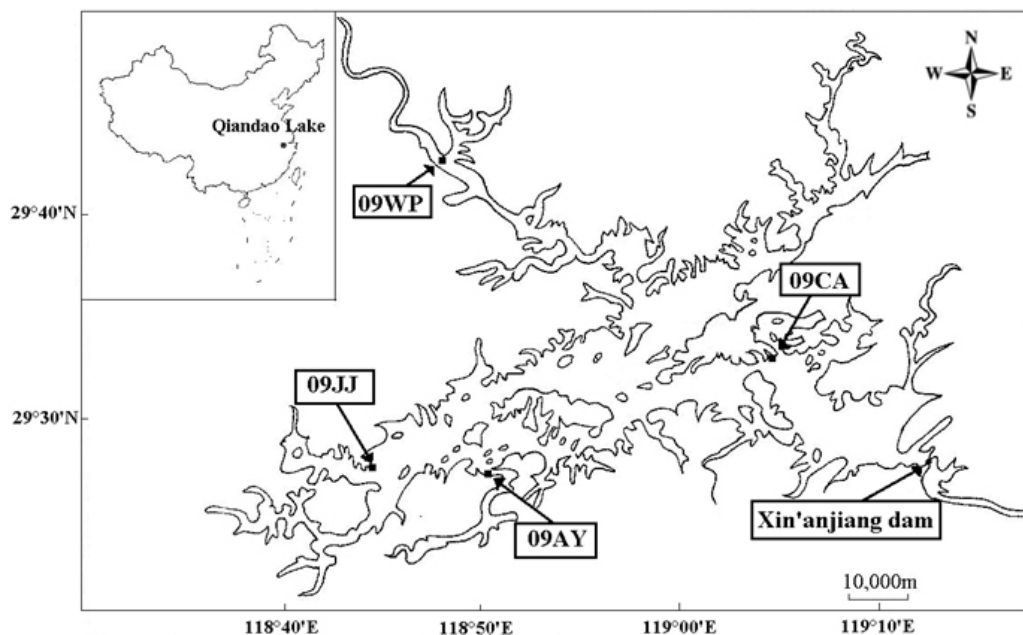 Qiandao Lake
N
W
E
S
29°40'N
09WP
09CA
09JJ
29°30'N
Xin'anjiang dam
09AY
10,000m
118°40'E
118°50'E
119°00'E
119°10'E